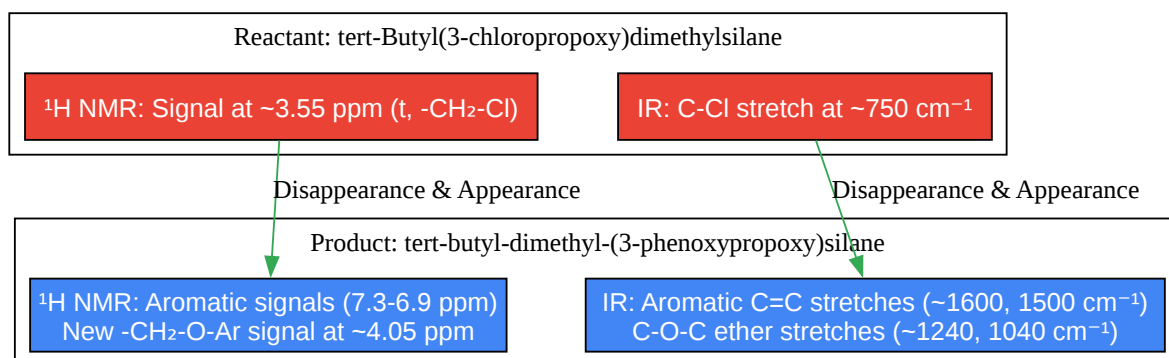 Reactant: tert-Butyl(3-chloropropoxy)dimethylsilane
¹H NMR: Signal at ~3.55 ppm (t, -CH₂-Cl)
IR: C-Cl stretch at ~750 cm⁻¹
Disappearance & Appearance
Disappearance & Appearance
Product: tert-butyl-dimethyl-(3-phenoxypropoxy)silane
¹H NMR: Aromatic signals (7.3-6.9 ppm)
New -CH₂-O-Ar signal at ~4.05 ppm
IR: Aromatic C=C stretches (~1600, 1500 cm⁻¹)
C-O-C ether stretches (~1240, 1040 cm⁻¹)